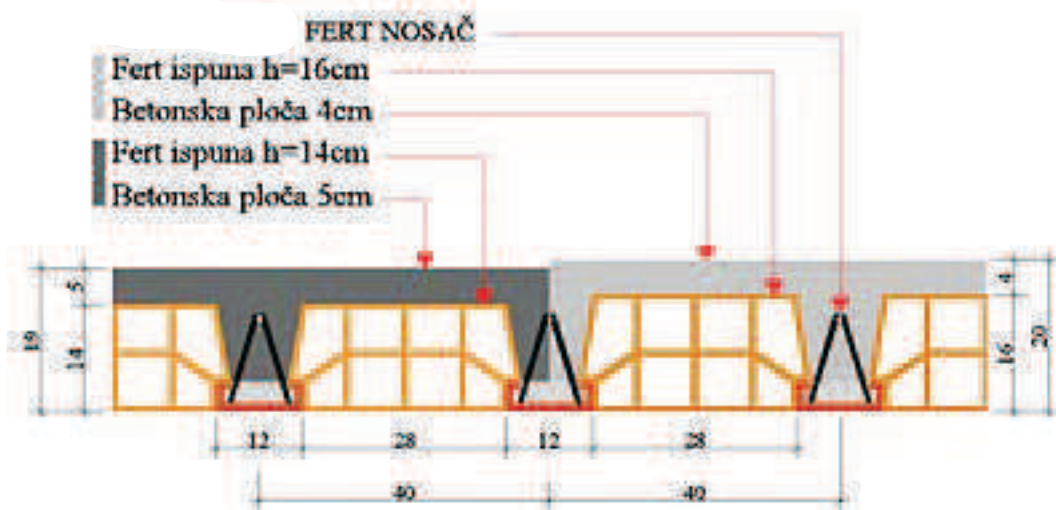 FERT NOSAČ
Fert ispuna h=16cm
Betonska ploča 4cm
Fert ispuna h=14cm
Betonska ploča 5cm
19
5
14
4
16
20
12
28
12
28
40
40